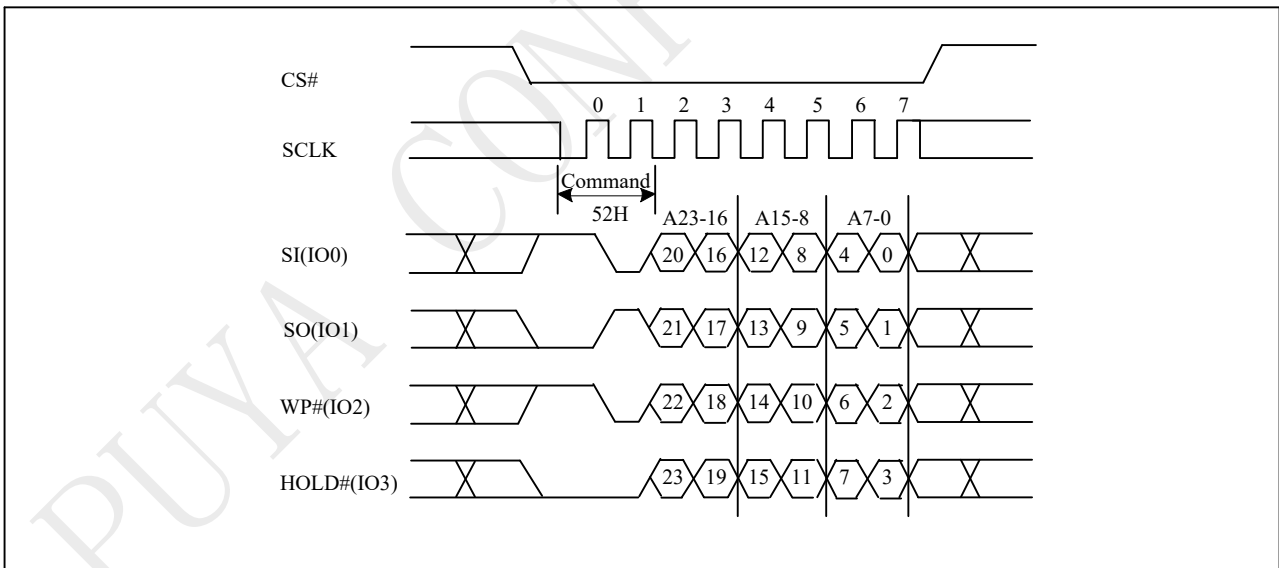 PUYA CONF
CS#
0 1 2 3 4 5 6 7
SCLK
Command
52H
A23-16 A15-8 A7-0
SI(IO0) 20 16 12 8 4 0
SO(IO1) 21 17 13 9 5 1
WP#(IO2) 22 18 14 10 6 2
HOLD#(IO3) 23 19 15 11 7 3